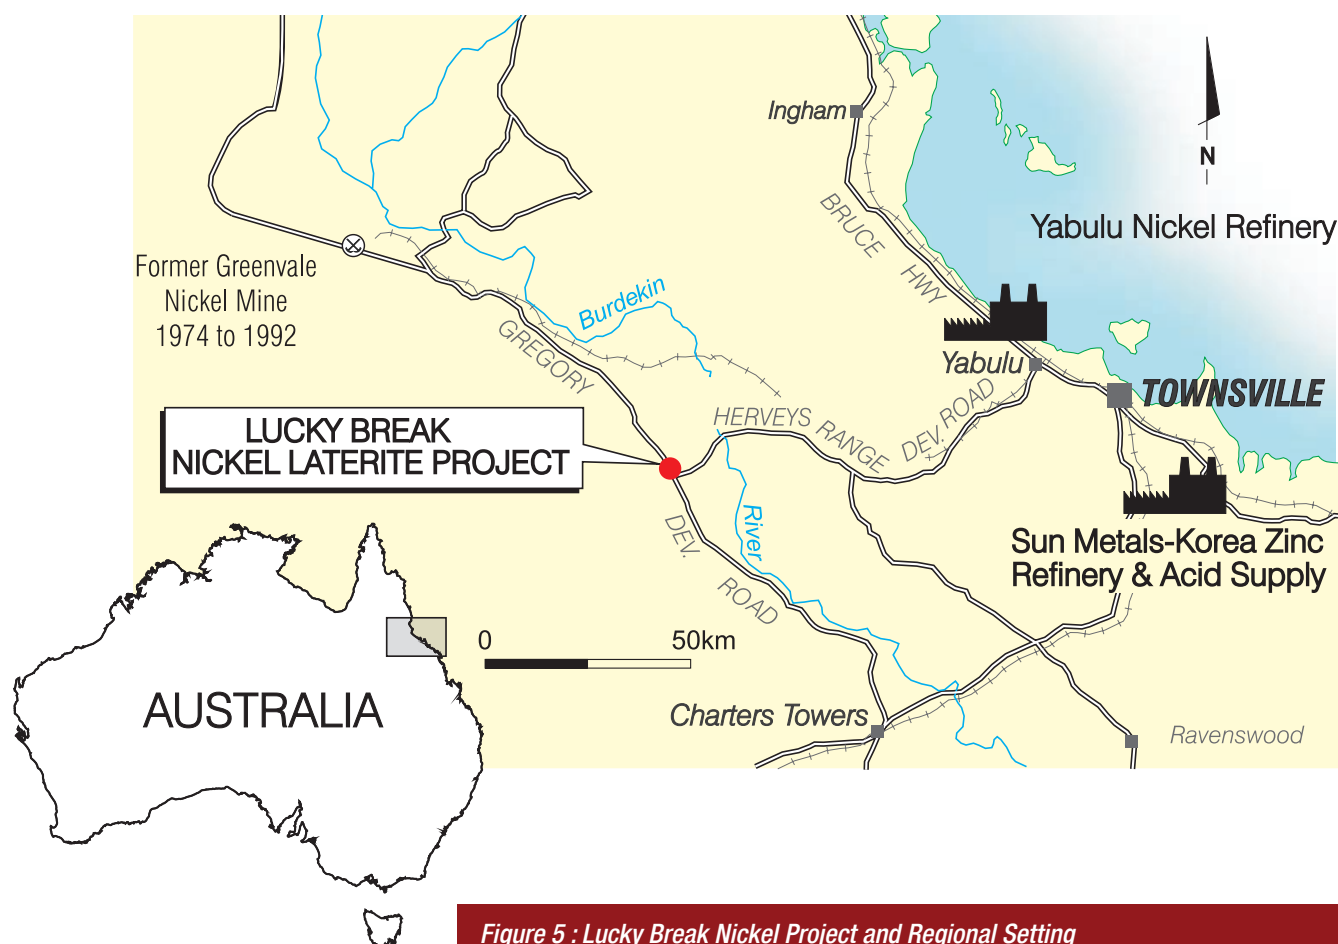 Ingham
N
BRUCE HWY
Yabulu Nickel Refinery
Former Greenvale
Nickel Mine
1974 to 1992
Burdekin
GREGORY
Yabulu
TOWNSVILLE
HERVEYS RANGE
DEV. ROAD
LUCKY BREAK
NICKEL LATERITE PROJECT
River
DEV. ROAD
Sun Metals-Korea Zinc
Refinery & Acid Supply
0 50km
AUSTRALIA
Charters Towers
Ravenswood
Figure 5 : Lucky Break Nickel Project and Regional Setting